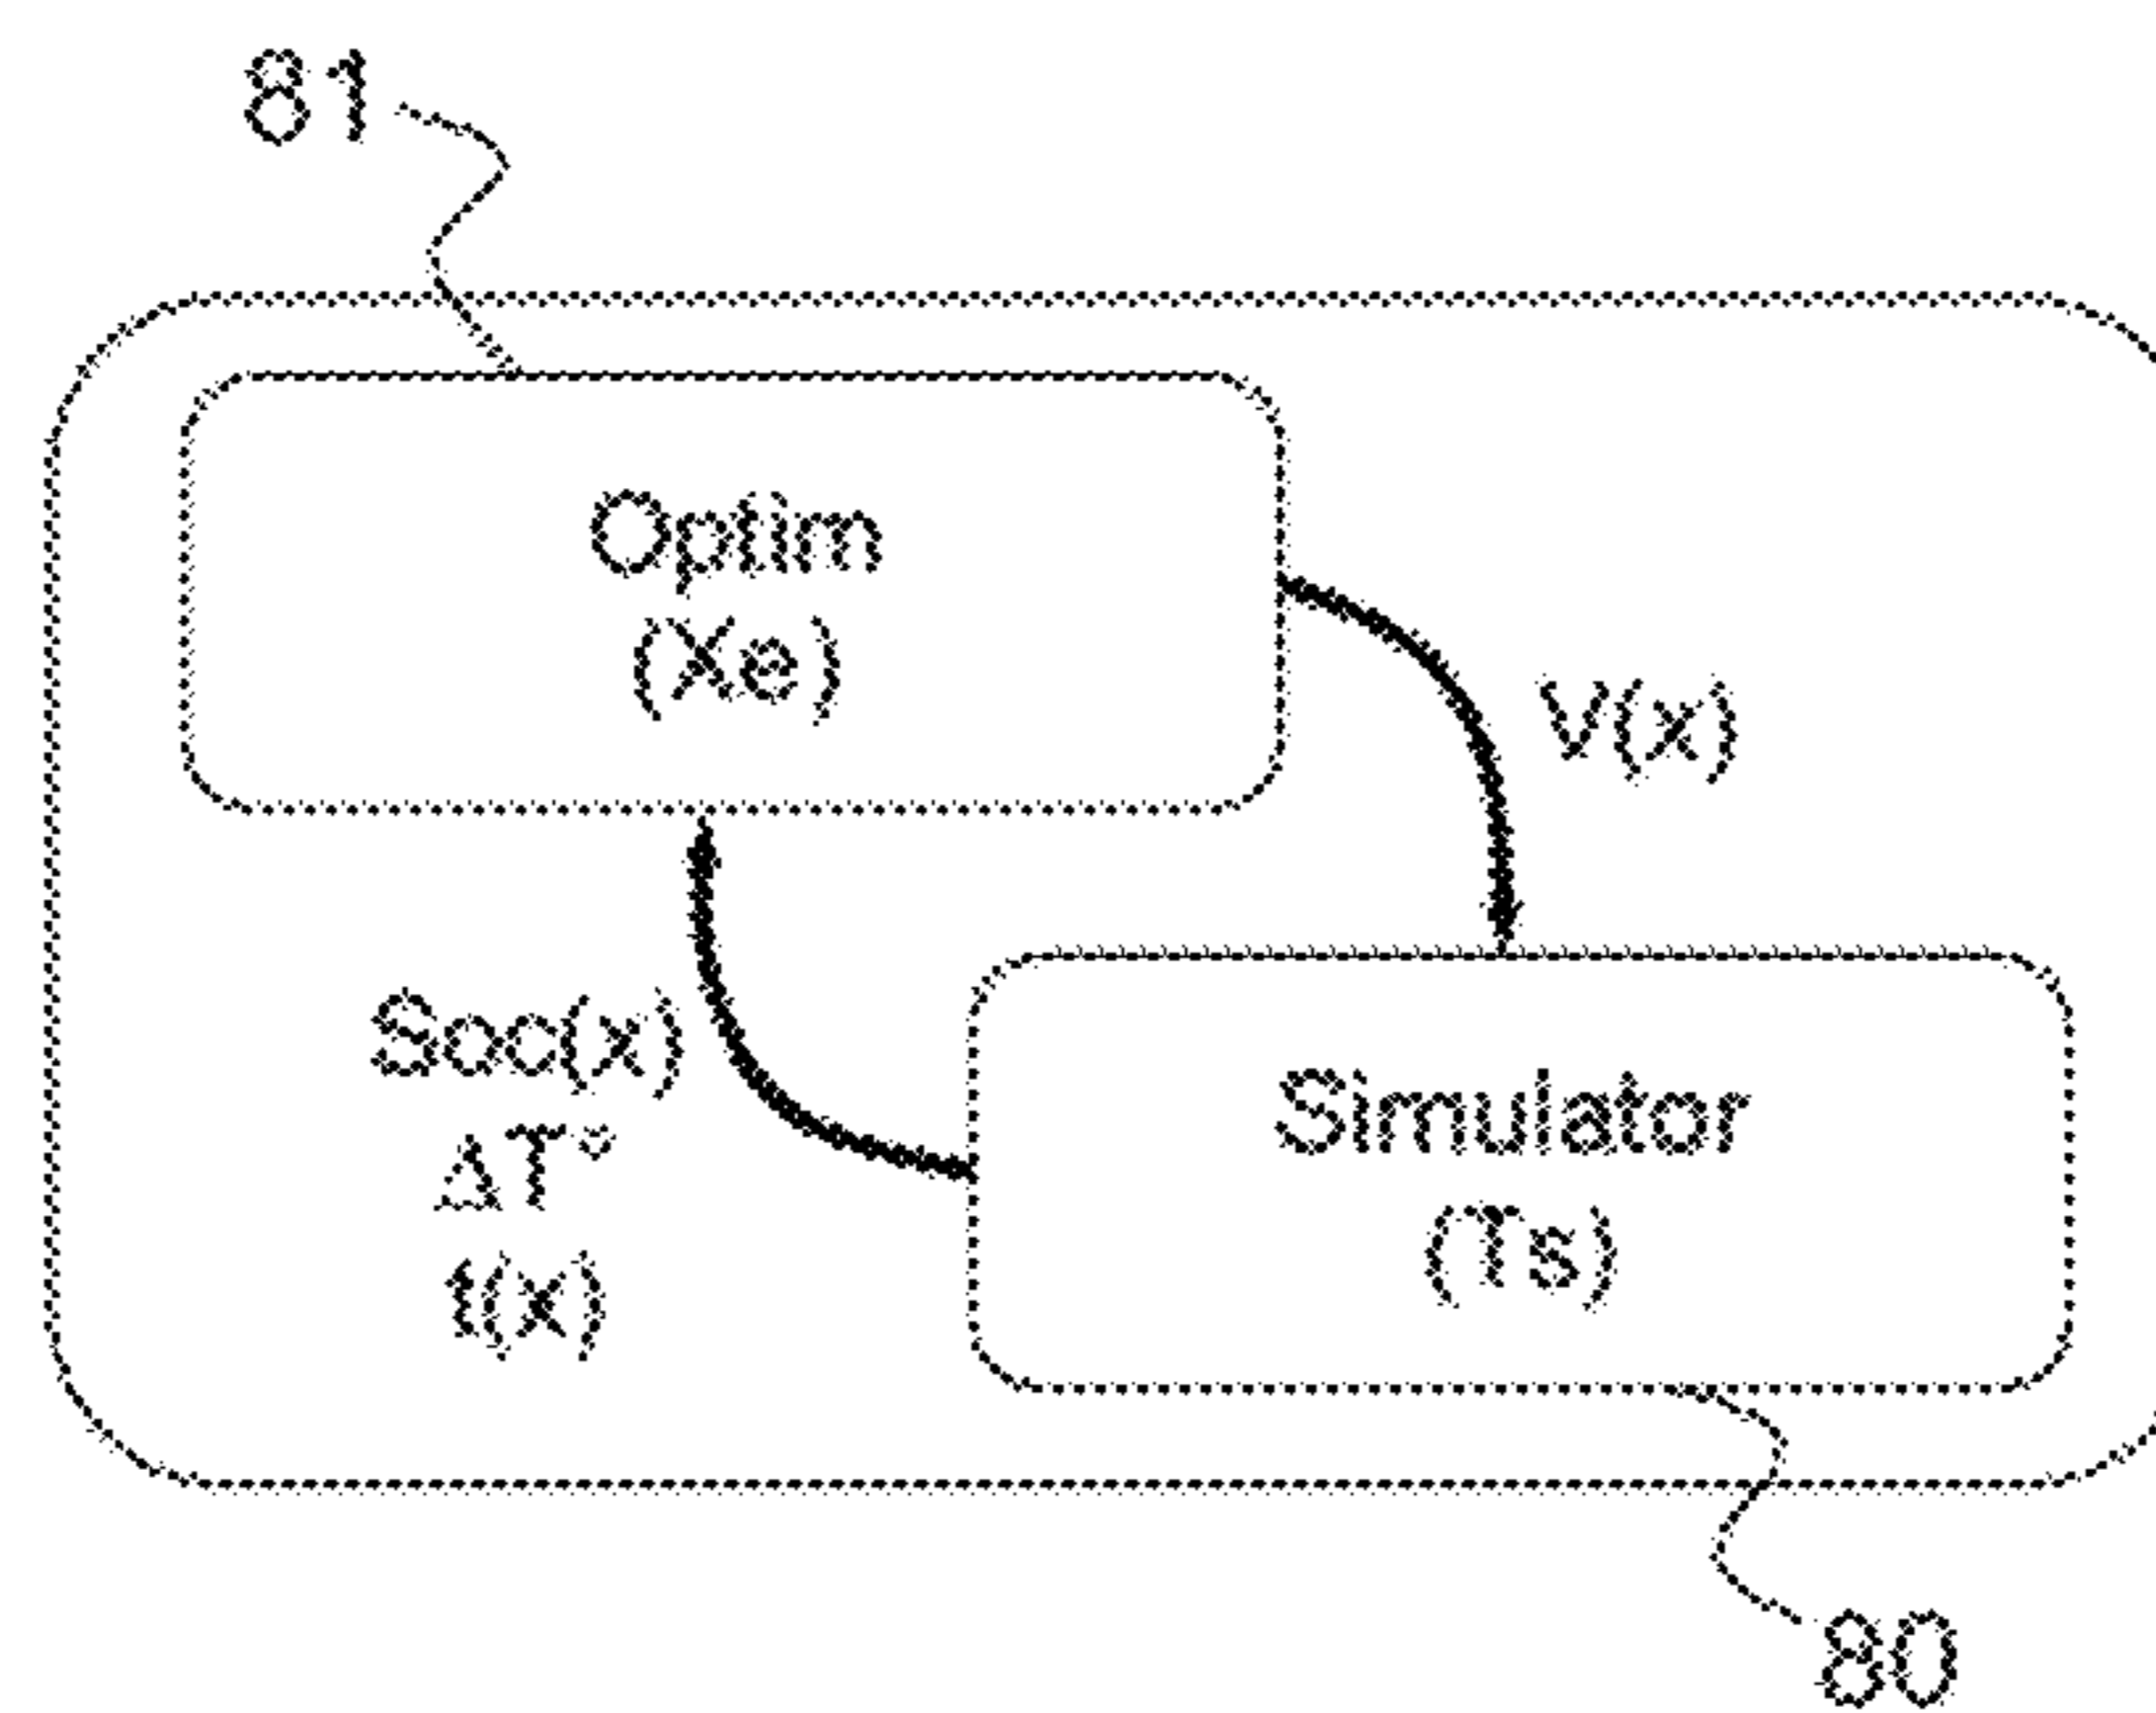 81
Optim
(Xe)
V(x)
Soc(x)
ΔT°
t(x)
Simulator
(Ts)
80